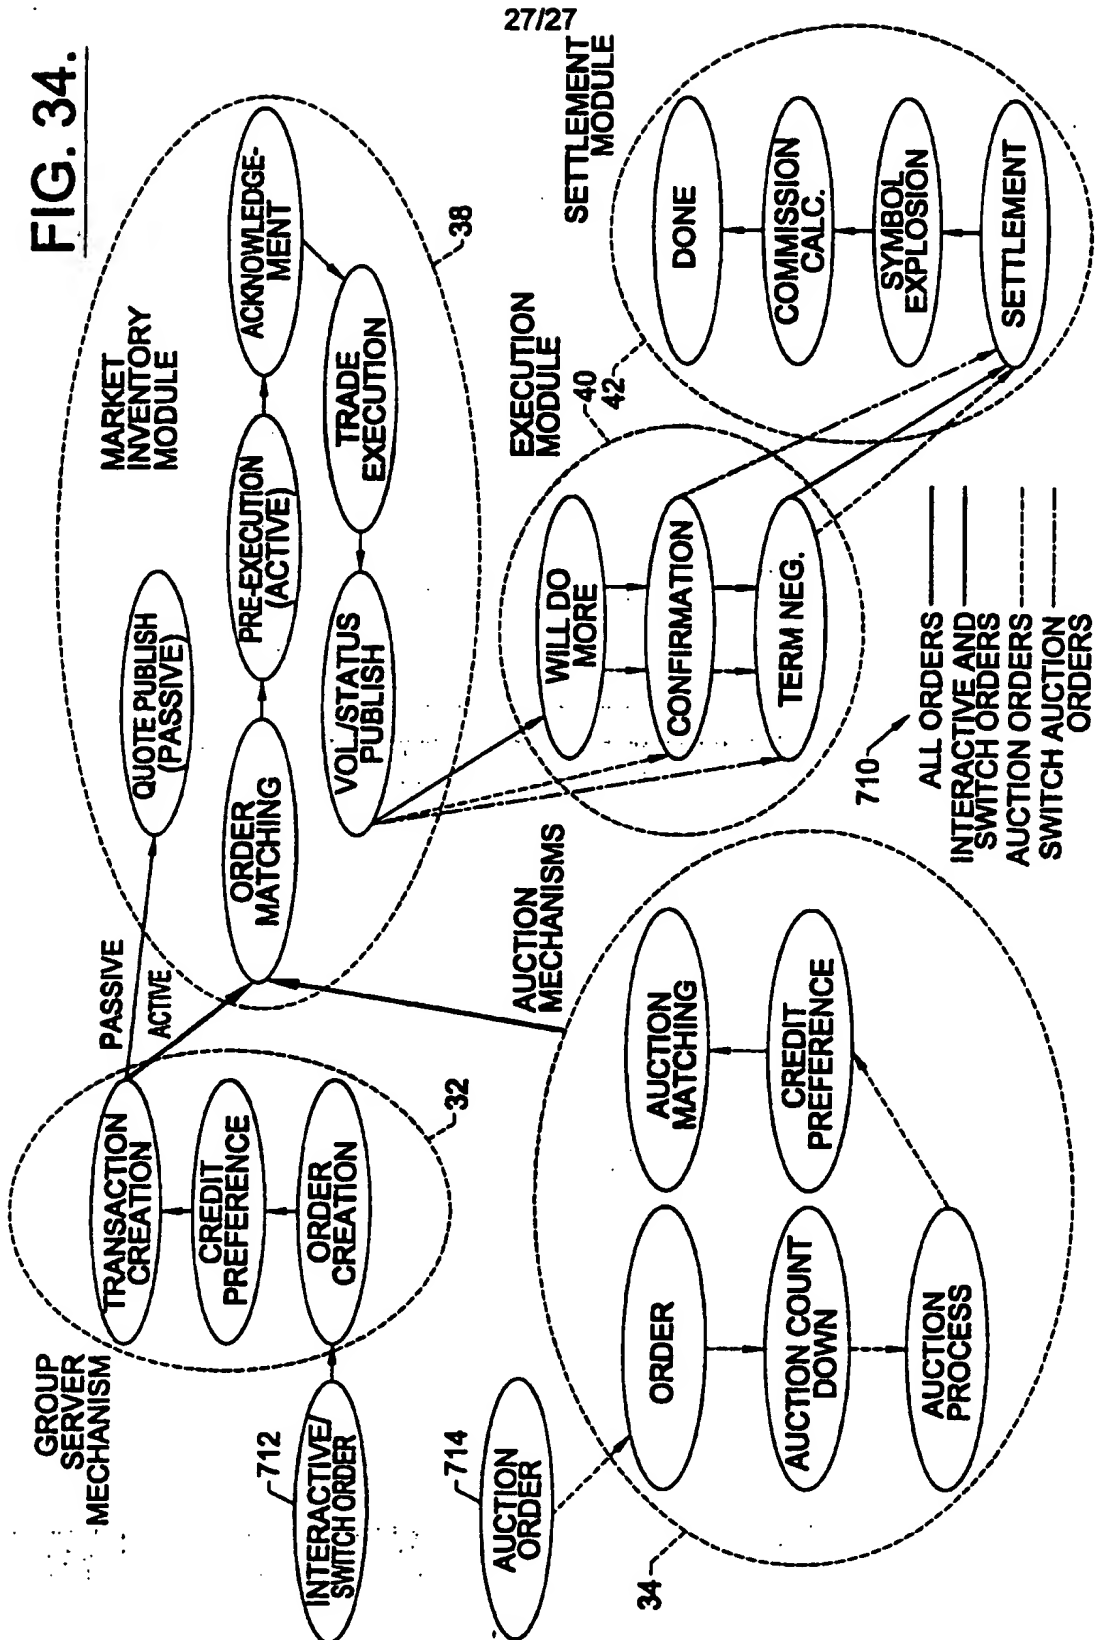 27/27
FIG. 34.
GROUP
SERVER
MECHANISM
TRANSACTION
CREATION
CREDIT
PREFERENCE
ORDER
CREATION
32
712
INTERACTIVE/
SWITCH ORDER
714
AUCTION
ORDER
PASSIVE
ACTIVE
MARKET
INVENTORY
MODULE
QUOTE PUBLISH
(PASSIVE)
ORDER
MATCHING
PRE-EXECUTION
(ACTIVE)
ACKNOWLEDGE-
MENT
TRADE
EXECUTION
VOL/STATUS
PUBLISH
38
AUCTION
MECHANISMS
ORDER
AUCTION COUNT
DOWN
AUCTION
PROCESS
CREDIT
PREFERENCE
AUCTION
MATCHING
34
EXECUTION
MODULE
40
WILL DO
MORE
CONFIRMATION
TERM NEG.
SETTLEMENT
MODULE
42
DONE
COMMISSION
CALC.
SYMBOL
EXPLOSION
SETTLEMENT
710
ALL ORDERS
INTERACTIVE AND
SWITCH ORDERS
AUCTION ORDERS
SWITCH AUCTION
ORDERS